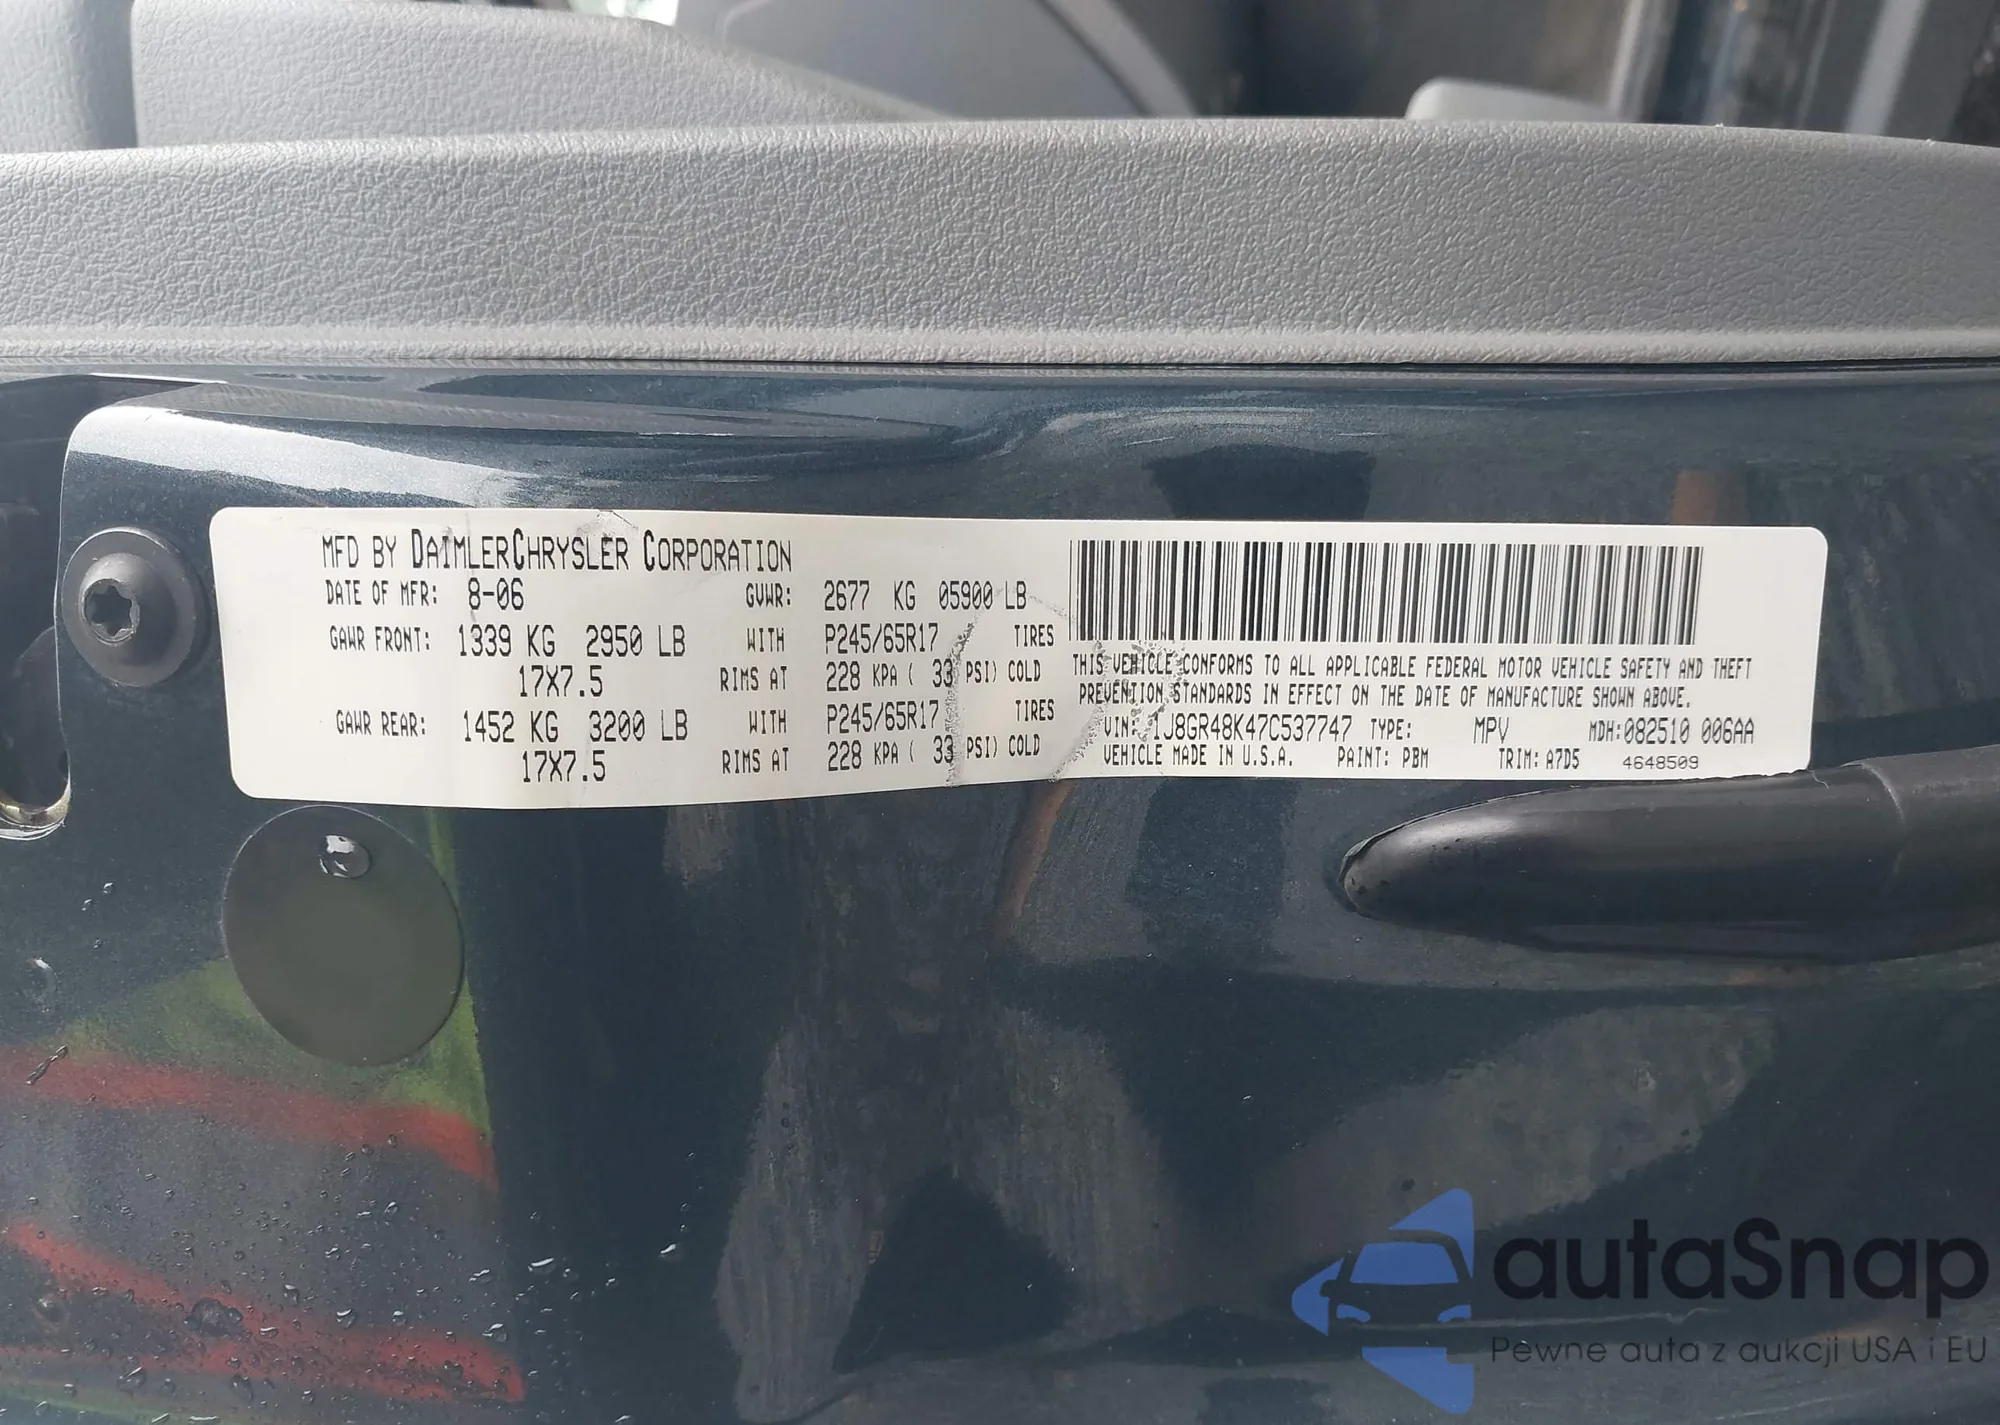 MFD BY DAIMLERCHRYSLER CORPORATION
DATE OF MFR: 8-06 GVWR: 2677 KG 05900 LB
GAWR FRONT: 1339 KG 2950 LB WITH P245/65R17 TIRES
17X7.5 RIMS AT 228 KPA ( 33 PSI) COLD
GAWR REAR: 1452 KG 3200 LB WITH P245/65R17 TIRES
17X7.5 RIMS AT 228 KPA ( 33 PSI) COLD
THIS VEHICLE CONFORMS TO ALL APPLICABLE FEDERAL MOTOR VEHICLE SAFETY AND THEFT
PREVENTION STANDARDS IN EFFECT ON THE DATE OF MANUFACTURE SHOWN ABOVE.
VIN: 1J8GR48K47C537747 TYPE: MPV MDH:082510 006AA
VEHICLE MADE IN U.S.A. PAINT: PBM TRIM: A7D5 4648509
autaSnap
Pewne auta z aukcji USA i EU